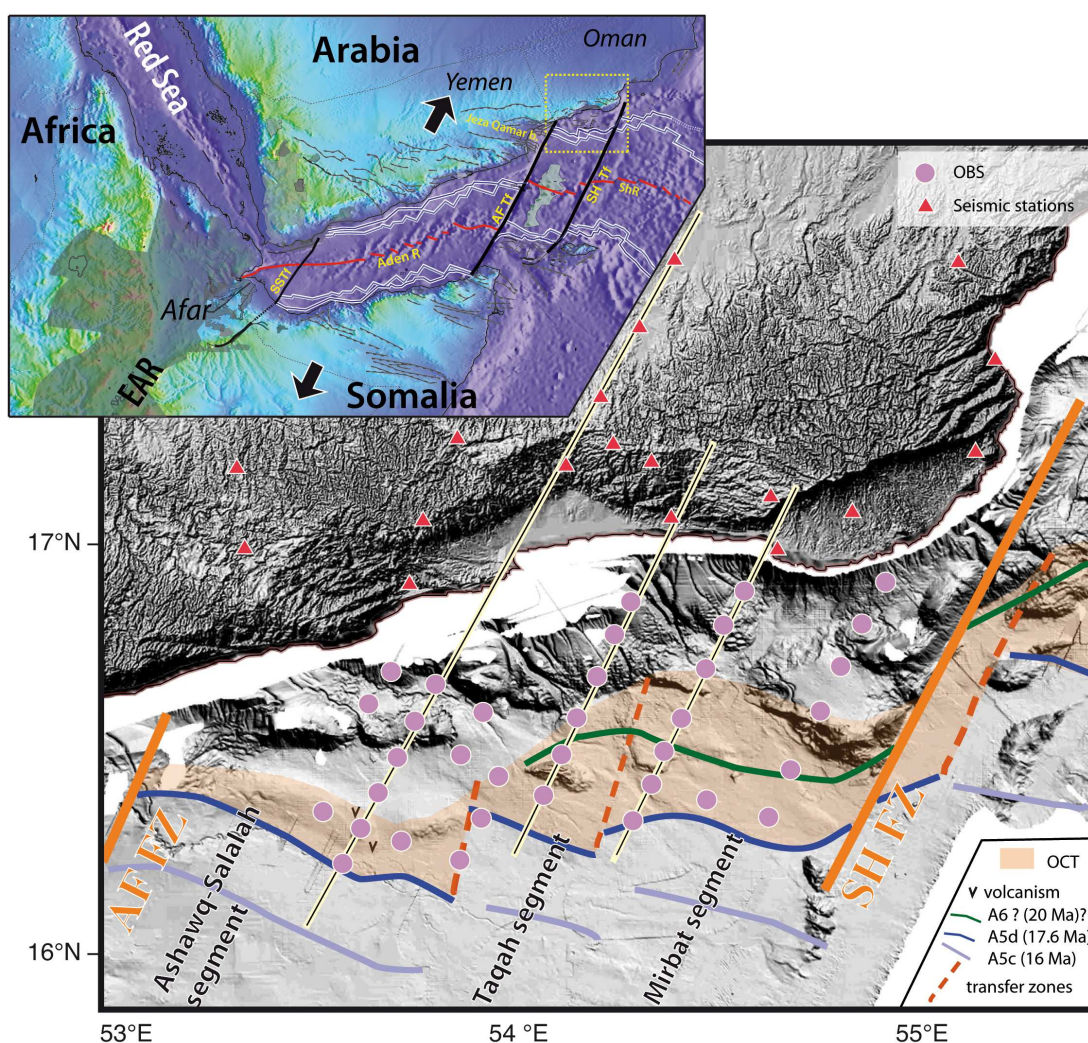 Arabia
Oman
Red Sea
Yemen
Africa
Jeza Qamar b.
AF Tf
SH Tf
ShR
Aden R
SSTf
Afar
EAR
Somalia
OBS
Seismic stations
17°N
16°N
AF FZ
SH FZ
Ashawq-Salalah
segment
Taqah segment
Mirbat segment
OCT
volcanism
A6 ? (20 Ma)?
A5d (17.6 Ma)
A5c (16 Ma)
transfer zones
53°E
54 °E
55°E